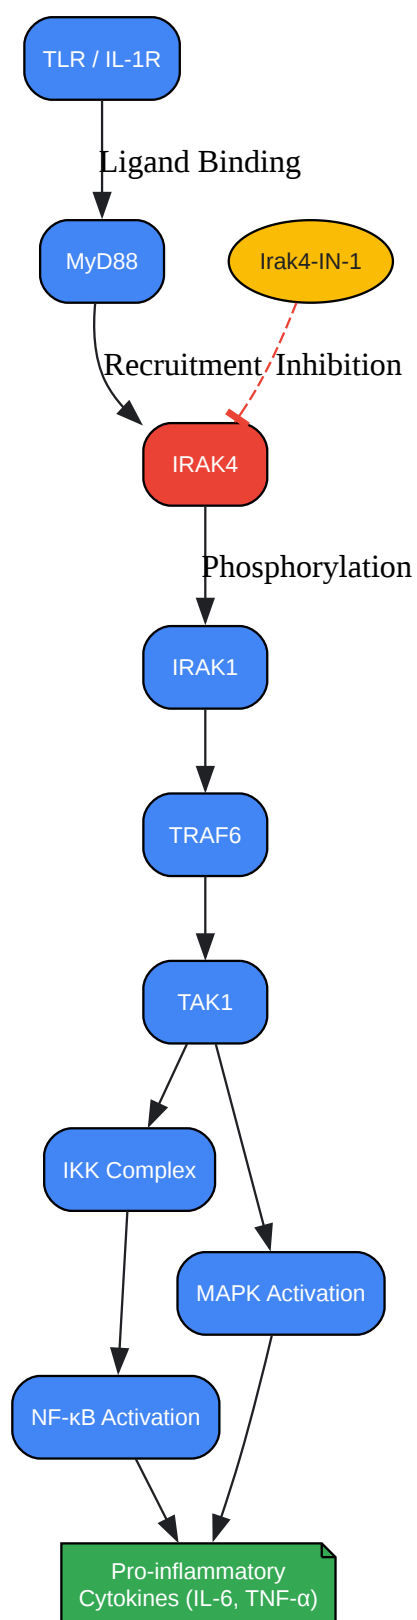 TLR / IL-1R
Ligand Binding
MyD88
Irak4-IN-1
Recruitment
Inhibition
IRAK4
Phosphorylation
IRAK1
TRAF6
TAK1
IKK Complex
MAPK Activation
NF-κB Activation
Pro-inflammatory
Cytokines (IL-6, TNF-α)